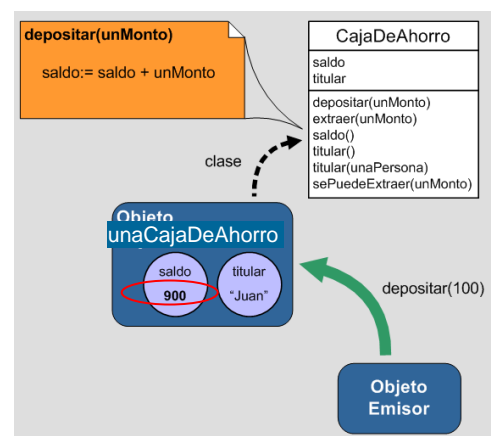 depositar(unMonto)
saldo:= saldo + unMonto
CajaDeAhorro
saldo
titular
depositar(unMonto)
extraer(unMonto)
saldo()
titular()
titular(unaPersona)
sePuedeExtraer(unMonto)
clase
Objeto
unaCajaDeAhorro
saldo
900
titular
“Juan”
depositar(100)
Objeto
Emisor